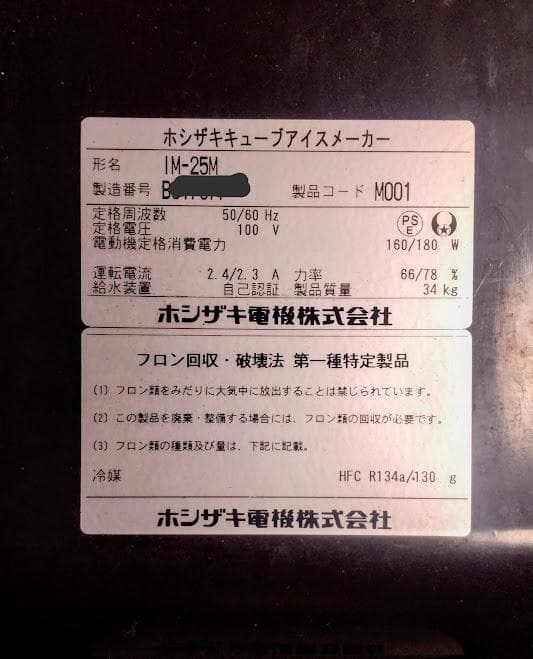 ホシザキキューブアイスメーカー
形名 IM-25M
製造番号 製品コード M001
定格周波数 50/60 Hz
定格電圧 100 V
電動機定格消費電力 160/180 W
PS E
運転電流 2.4/2.3 A 力率 66/78 %
給水装置 自己認証 製品質量 34 kg
ホシザキ電機株式会社
フロン回収・破壊法 第一種特定製品
(1) フロン類をみだりに大気中に放出することは禁じられています。
(2) この製品を廃棄・整備する場合には、フロン類の回収が必要です。
(3) フロン類の種類及び量は、下記に記載。
冷媒 HFC R134a/130 g
ホシザキ電機株式会社